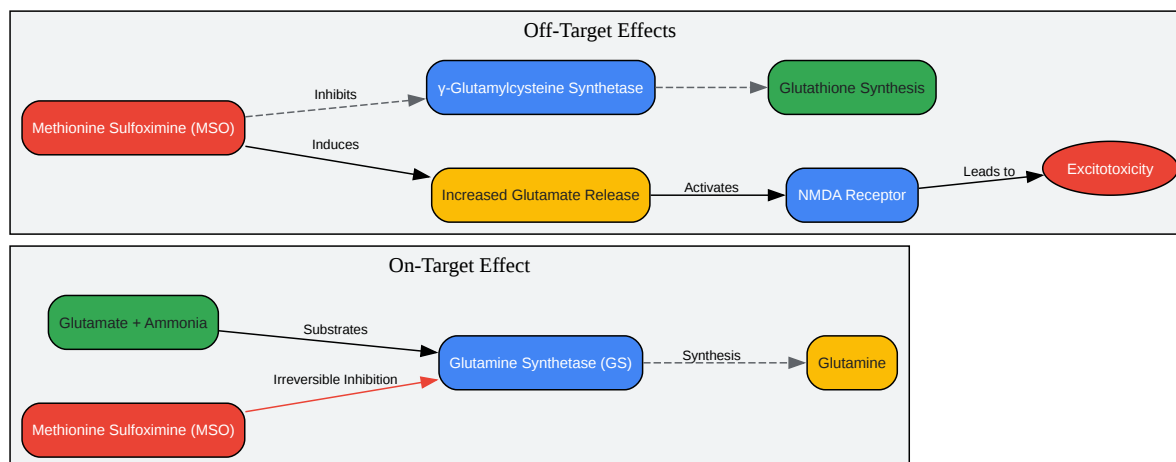 Off-Target Effects
Methionine Sulfoximine (MSO)
Inhibits
γ-Glutamylcysteine Synthetase
Glutathione Synthesis
Induces
Increased Glutamate Release
Activates
NMDA Receptor
Leads to
Excitotoxicity
On-Target Effect
Glutamate + Ammonia
Substrates
Methionine Sulfoximine (MSO)
Irreversible Inhibition
Glutamine Synthetase (GS)
Synthesis
Glutamine